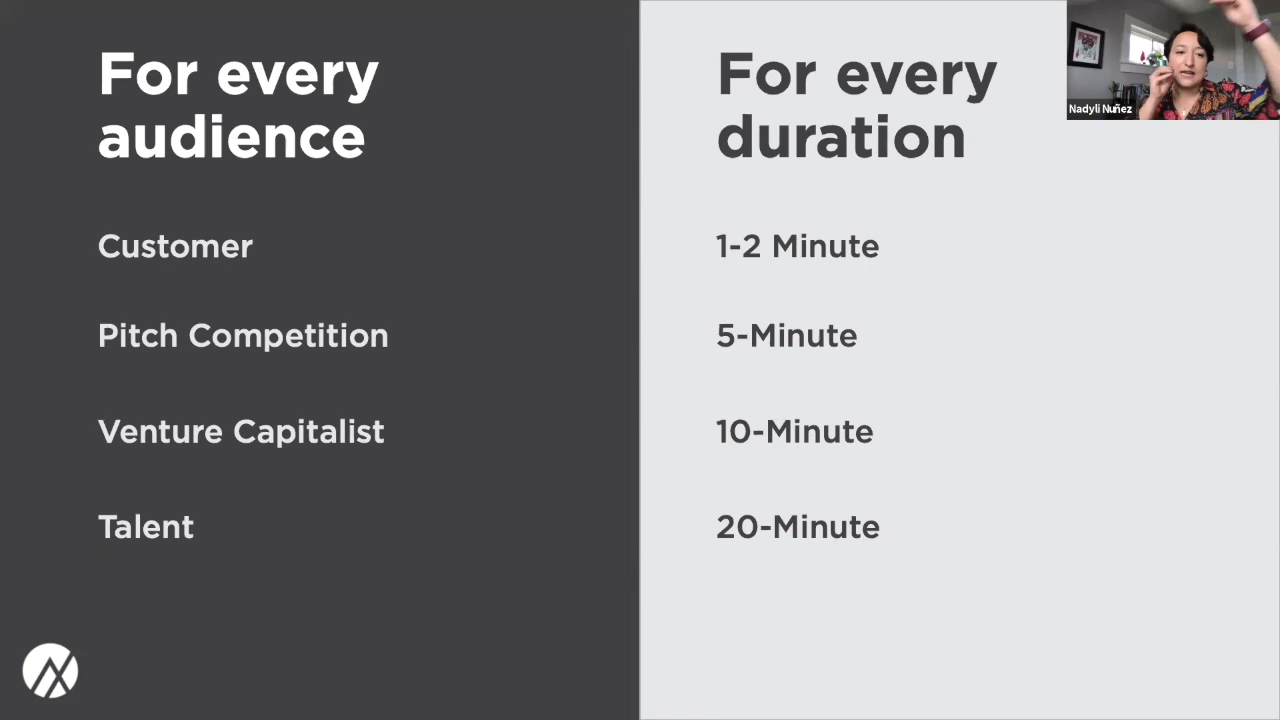 For every
audience
Customer
Pitch Competition
Venture Capitalist
Talent
For every
duration
1-2 Minute
5-Minute
10-Minute
20-Minute
Nadyli Nuñez